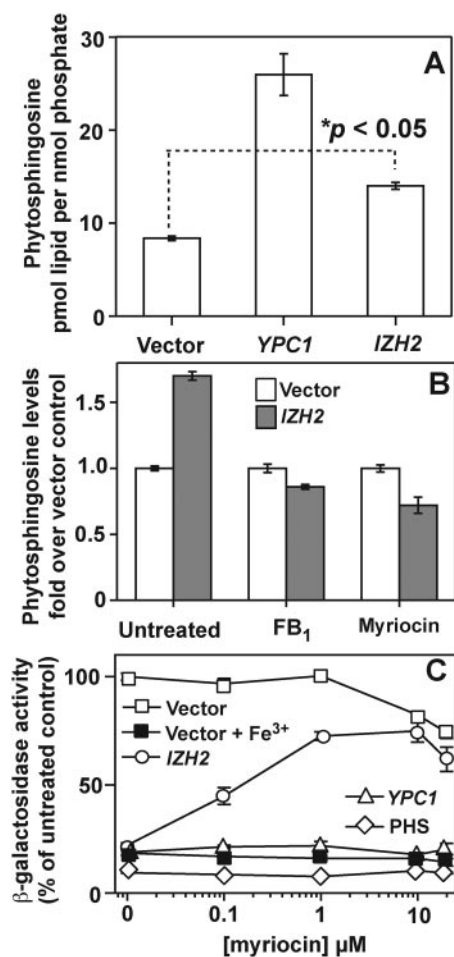 A
Phytosphingosine
pmol lipid per nmol phosphate
30
20
10
0
*p < 0.05
Vector
YPC1
IZH2
B
Phytosphingosine levels
fold over vector control
1.5
1.0
0.5
0
Vector
IZH2
Untreated
FB₁
Myriocin
C
β-galactosidase activity
(% of untreated control)
100
50
0
Vector
Vector + Fe³⁺
IZH2
YPC1
PHS
0
0.1
1
10
[myriocin] μM